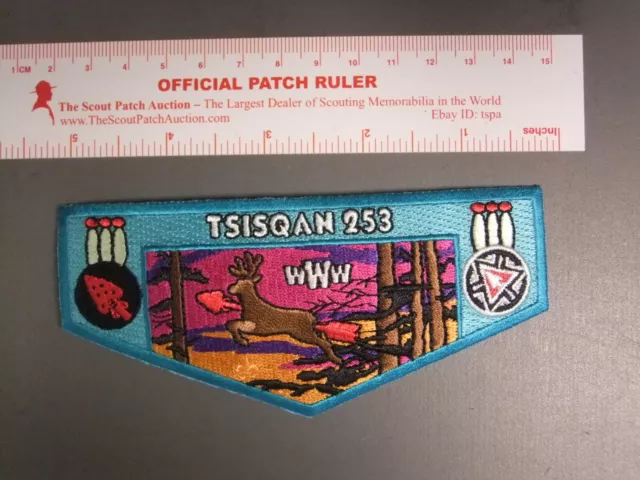 1CM 2 3 4 5 6 7 8 9 10 11 12 13 14 15
OFFICIAL PATCH RULER
The Scout Patch Auction – The Largest Dealer of Scouting Memorabilia in the World
www.TheScoutPatchAuction.com Ebay ID: tspa
5 4 3 2 1 Inches
TSISQAN 253
WWW